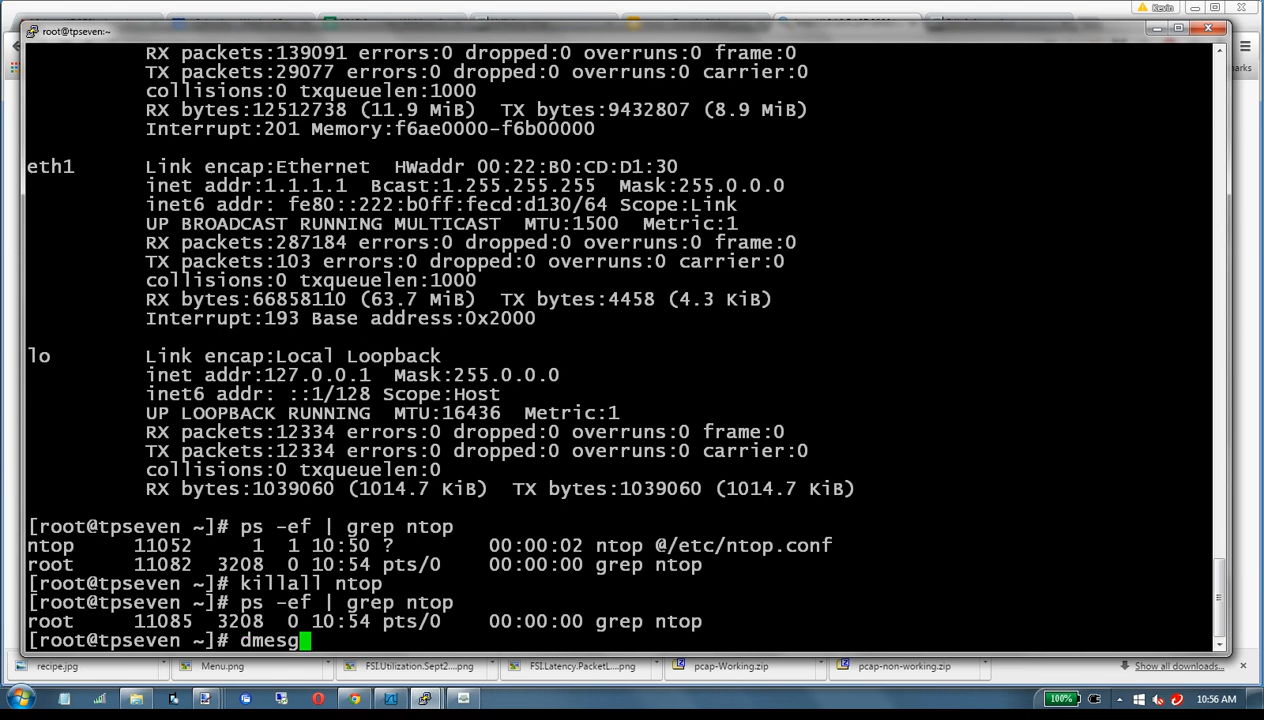 Kevin
root@tpseven:~
RX packets:139091 errors:0 dropped:0 overruns:0 frame:0
TX packets:29077 errors:0 dropped:0 overruns:0 carrier:0
collisions:0 txqueuelen:1000
RX bytes:12512738 (11.9 MiB)  TX bytes:9432807 (8.9 MiB)
Interrupt:201 Memory:f6ae0000-f6b00000
eth1      Link encap:Ethernet  HWaddr 00:22:B0:CD:D1:30
inet addr:1.1.1.1  Bcast:1.255.255.255  Mask:255.0.0.0
inet6 addr: fe80::222:b0ff:fecd:d130/64 Scope:Link
UP BROADCAST RUNNING MULTICAST  MTU:1500  Metric:1
RX packets:287184 errors:0 dropped:0 overruns:0 frame:0
TX packets:103 errors:0 dropped:0 overruns:0 carrier:0
collisions:0 txqueuelen:1000
RX bytes:66858110 (63.7 MiB)  TX bytes:4458 (4.3 KiB)
Interrupt:193 Base address:0x2000
lo        Link encap:Local Loopback
inet addr:127.0.0.1  Mask:255.0.0.0
inet6 addr: ::1/128 Scope:Host
UP LOOPBACK RUNNING  MTU:16436  Metric:1
RX packets:12334 errors:0 dropped:0 overruns:0 frame:0
TX packets:12334 errors:0 dropped:0 overruns:0 carrier:0
collisions:0 txqueuelen:0
RX bytes:1039060 (1014.7 KiB)  TX bytes:1039060 (1014.7 KiB)
[root@tpseven ~]# ps -ef | grep ntop
ntop     11052     1  1 10:50 ?        00:00:02 ntop @/etc/ntop.conf
root     11082  3208  0 10:54 pts/0    00:00:00 grep ntop
[root@tpseven ~]# killall ntop
[root@tpseven ~]# ps -ef | grep ntop
root     11085  3208  0 10:54 pts/0    00:00:00 grep ntop
[root@tpseven ~]# dmesg
recipe.jpg Menu.png FSI.Utilization.Sept2....png FSI.Latency.PacketL....png pcap-Working.zip pcap-non-working.zip Show all downloads...
100% 10:56 AM